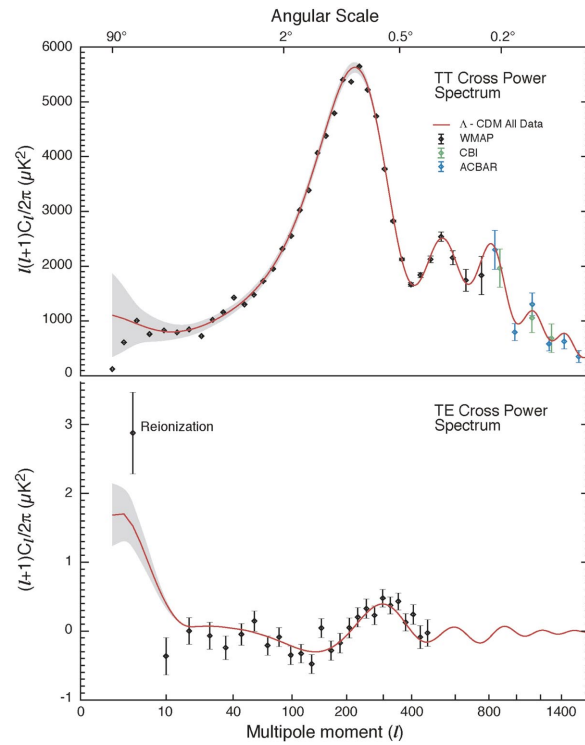 Angular Scale
90° 2° 0.5° 0.2°
6000
5000
4000
3000
2000
1000
0
l(l+1)Cl/2π (μK2)
TT Cross Power
Spectrum
Λ - CDM All Data
WMAP
CBI
ACBAR
3
2
1
0
-1
(l+1)Cl/2π (μK2)
Reionization
TE Cross Power
Spectrum
0 10 40 100 200 400 800 1400
Multipole moment (l)